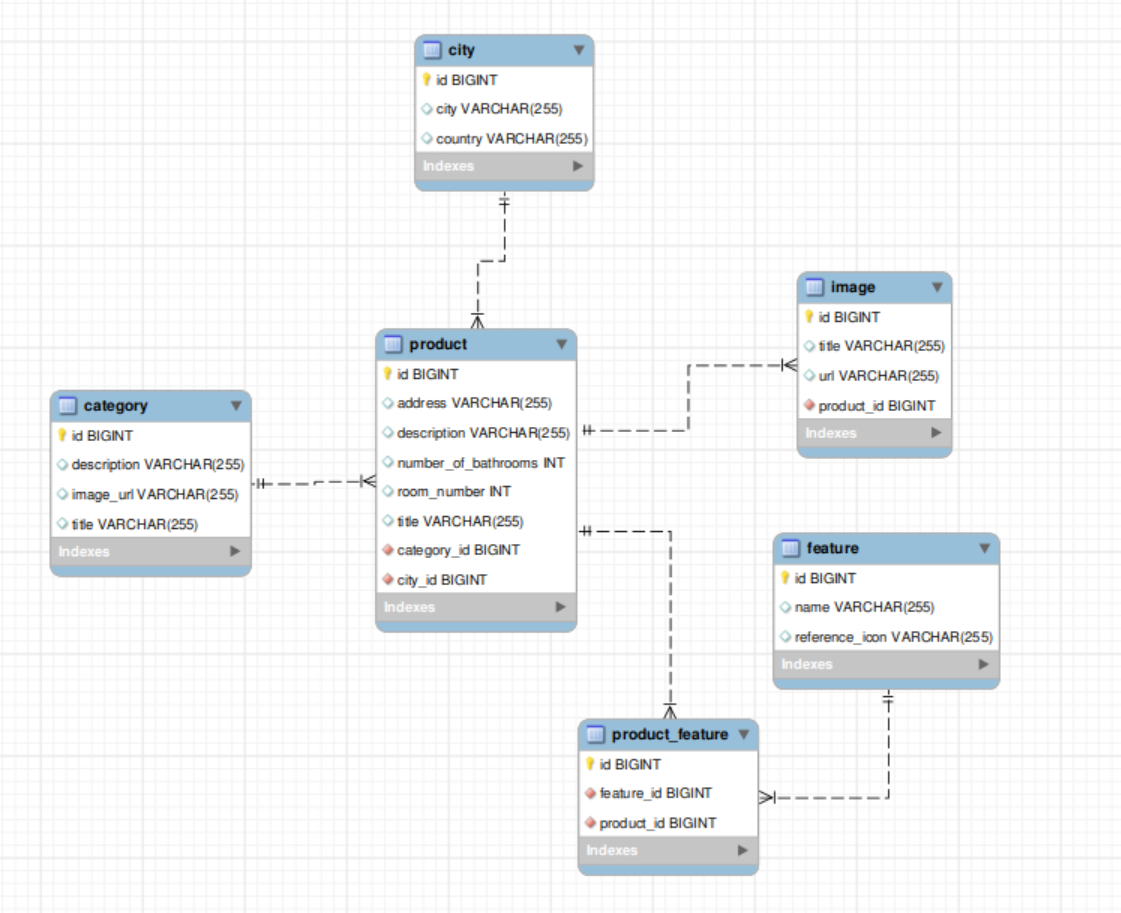 city
id BIGINT
city VARCHAR(255)
country VARCHAR(255)
Indexes
image
id BIGINT
title VARCHAR(255)
url VARCHAR(255)
product_id BIGINT
Indexes
product
id BIGINT
address VARCHAR(255)
description VARCHAR(255)
number_of_bathrooms INT
room_number INT
title VARCHAR(255)
category_id BIGINT
city_id BIGINT
Indexes
category
id BIGINT
description VARCHAR(255)
image_url VARCHAR(255)
title VARCHAR(255)
Indexes
feature
id BIGINT
name VARCHAR(255)
reference_icon VARCHAR(255)
Indexes
product_feature
id BIGINT
feature_id BIGINT
product_id BIGINT
Indexes